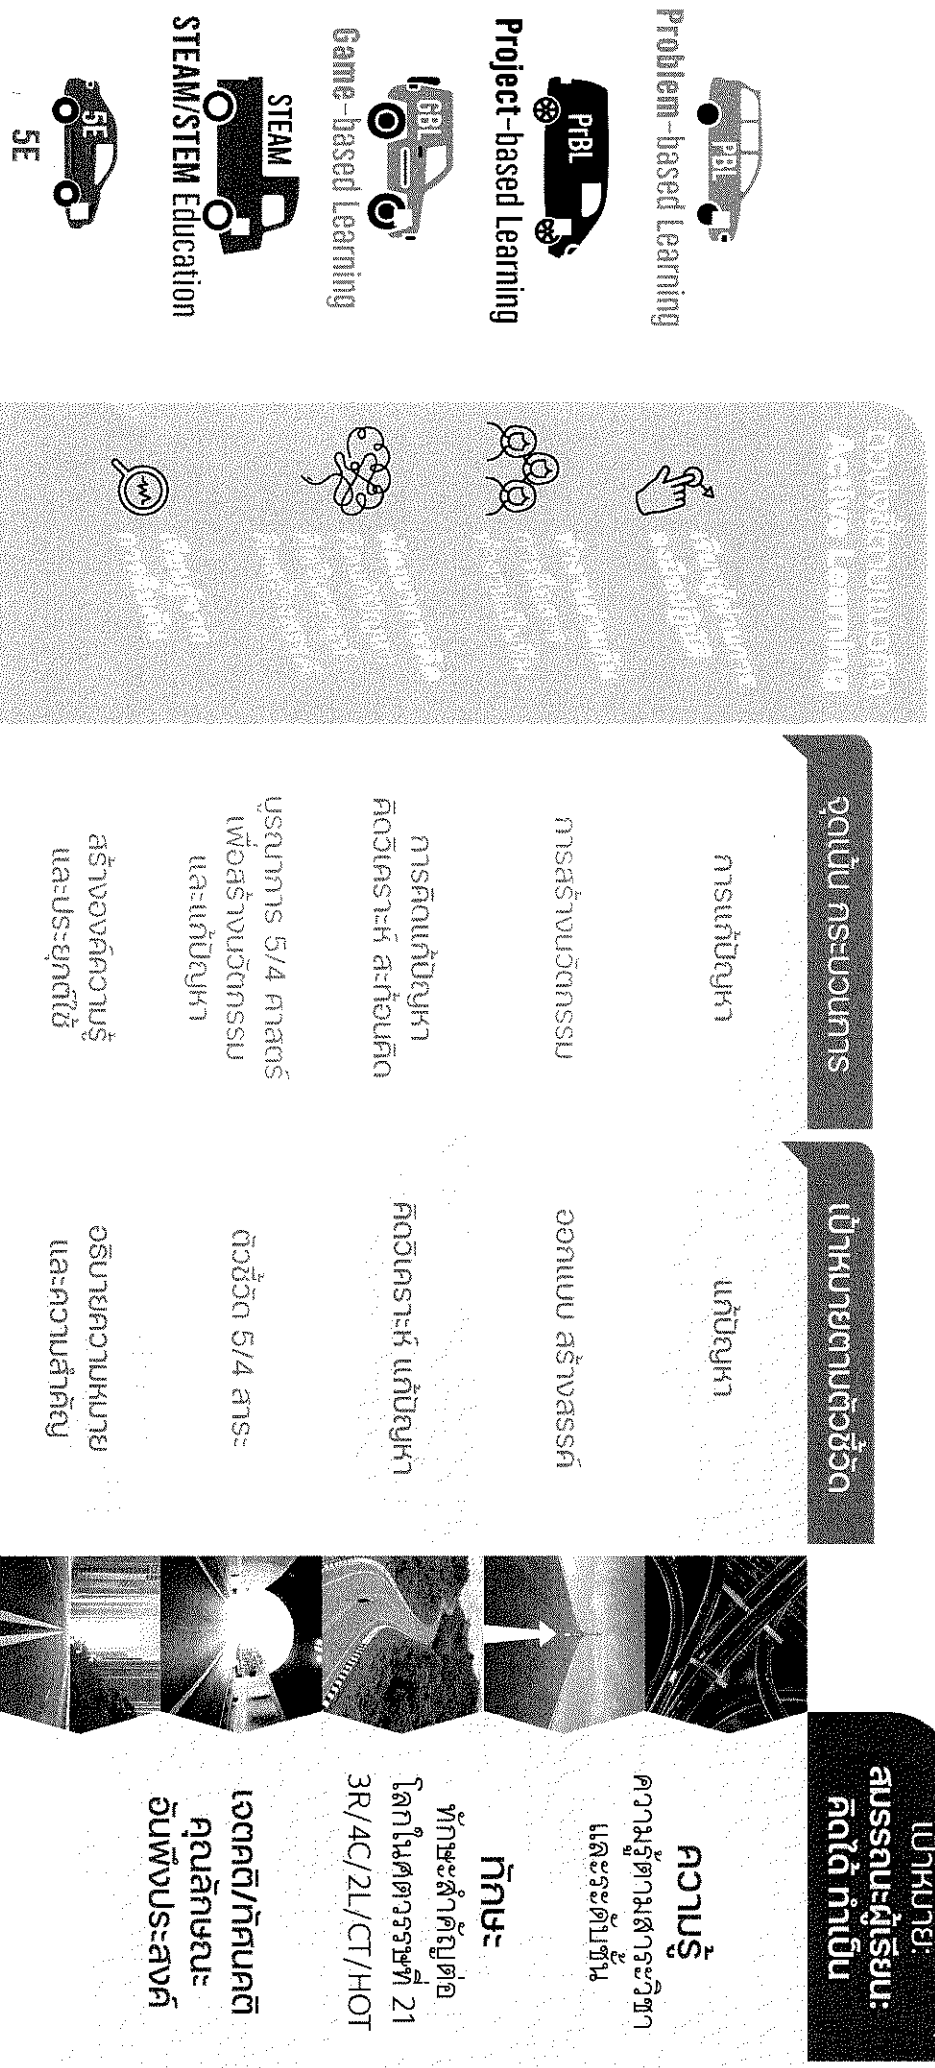 Active Learning
จุดเน้น กระบวนการ
เป้าหมายตามตัวชี้วัด
เป้าหมาย:
สมรรถนะผู้เรียน:
คิดได้ ทำเป็น
PBL
Problem-based Learning
การแก้ปัญหา
แก้ปัญหา
PrBL
Project-based Learning
การสร้างนวัตกรรม
ออกแบบ สร้างสรรค์
GBL
Game-based Learning
การคิดแก้ปัญหา
คิดวิเคราะห์ สะท้อนคิด
คิดวิเคราะห์ แก้ปัญหา
STEAM
STEAM/STEM Education
บูรณาการ 5/4 ศาสตร์
เพื่อสร้างนวัตกรรม
และแก้ปัญหา
ตัวชี้วัด 5/4 สาระ
5E
5E
สร้างองค์ความรู้
และประยุกต์ใช้
อธิบายความหมาย
และความสำคัญ
ความรู้
ความรู้ตามสาระวิชา
และระดับชั้น
ทักษะ
ทักษะสำคัญต่อ
โลกในศตวรรษที่ 21
3R/4C/2L/CT/HOT
เจตคติ/ทัศนคติ
คุณลักษณะ
อันพึงประสงค์